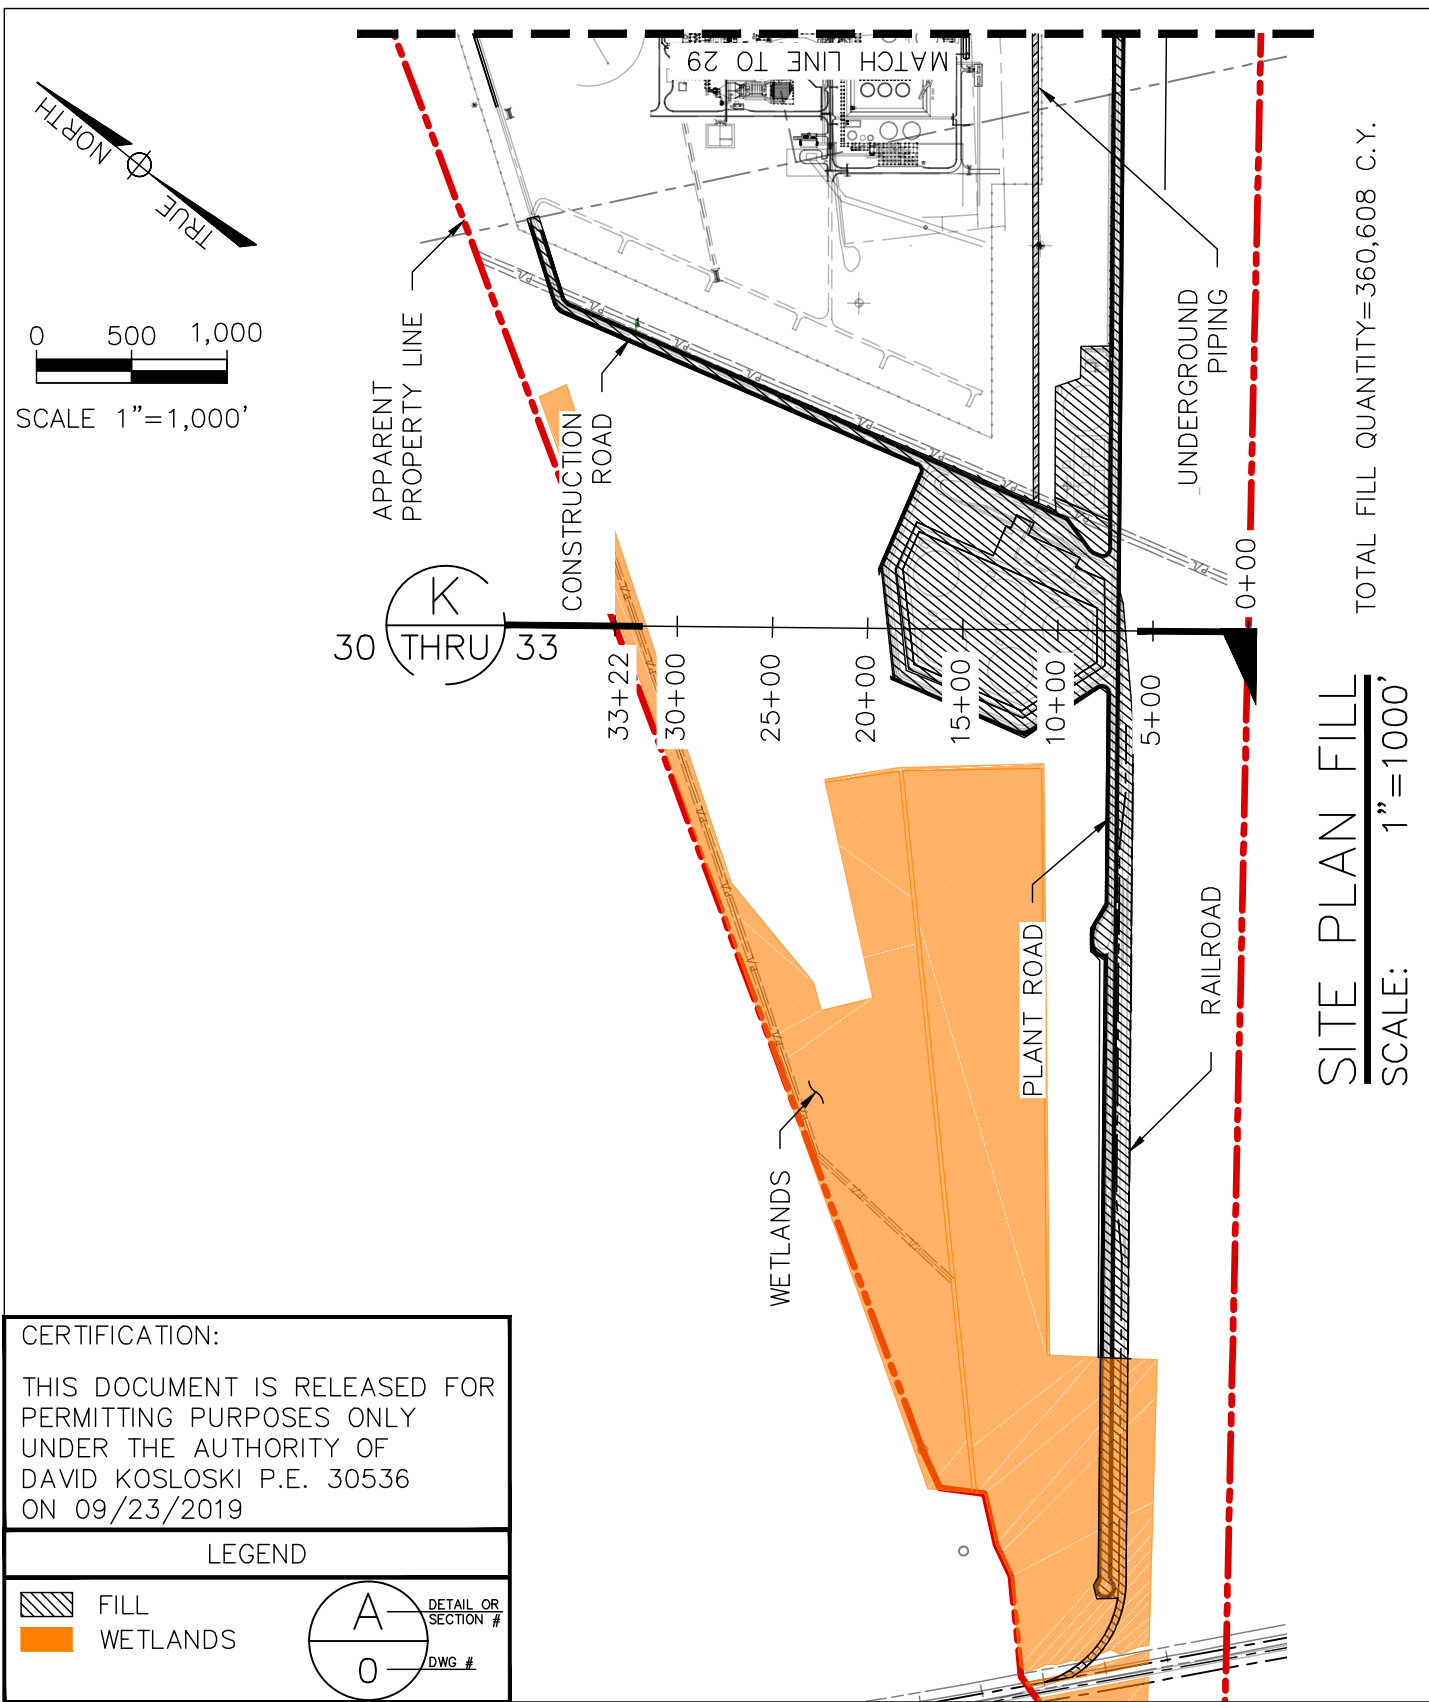 MATCH LINE TO 29
TRUE
NORTH
0 500 1,000
SCALE 1"=1,000'
APPARENT
PROPERTY LINE
CONSTRUCTION
ROAD
UNDERGROUND
PIPING
TOTAL FILL QUANTITY=360,608 C.Y.
K
30 THRU 33
33+22
30+00
25+00
20+00
15+00
10+00
5+00
0+00
PLANT ROAD
RAILROAD
WETLANDS
SITE PLAN FILL
SCALE: 1"=1000'
CERTIFICATION:
THIS DOCUMENT IS RELEASED FOR
PERMITTING PURPOSES ONLY
UNDER THE AUTHORITY OF
DAVID KOSLOSKI P.E. 30536
ON 09/23/2019
LEGEND
FILL
WETLANDS
A
0
DETAIL OR
SECTION #
DWG #